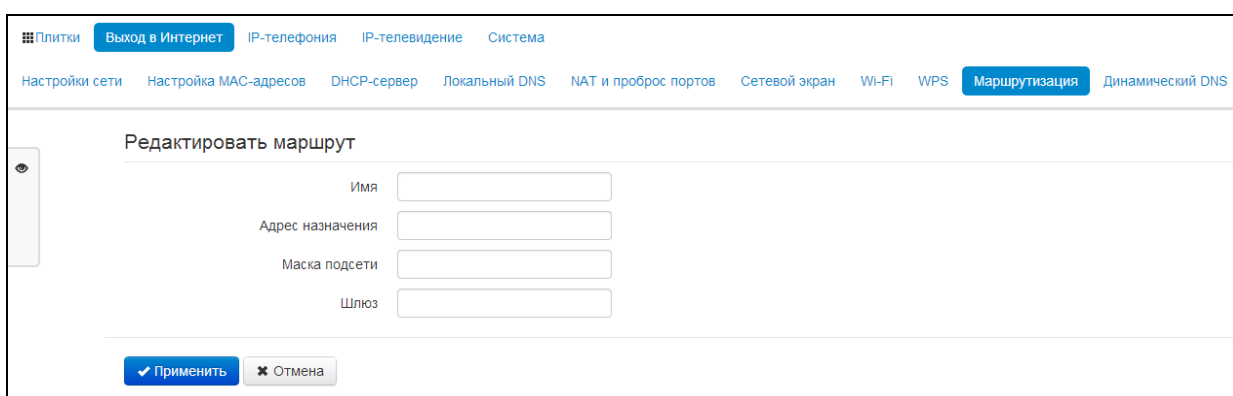 Плитки Выход в Интернет IP-телефония IP-телевидение Система
Настройки сети Настройка MAC-адресов DHCP-сервер Локальный DNS NAT и проброс портов Сетевой экран Wi-Fi WPS Маршрутизация Динамический DNS
Редактировать маршрут
Имя
Адрес назначения
Маска подсети
Шлюз
Применить Отмена